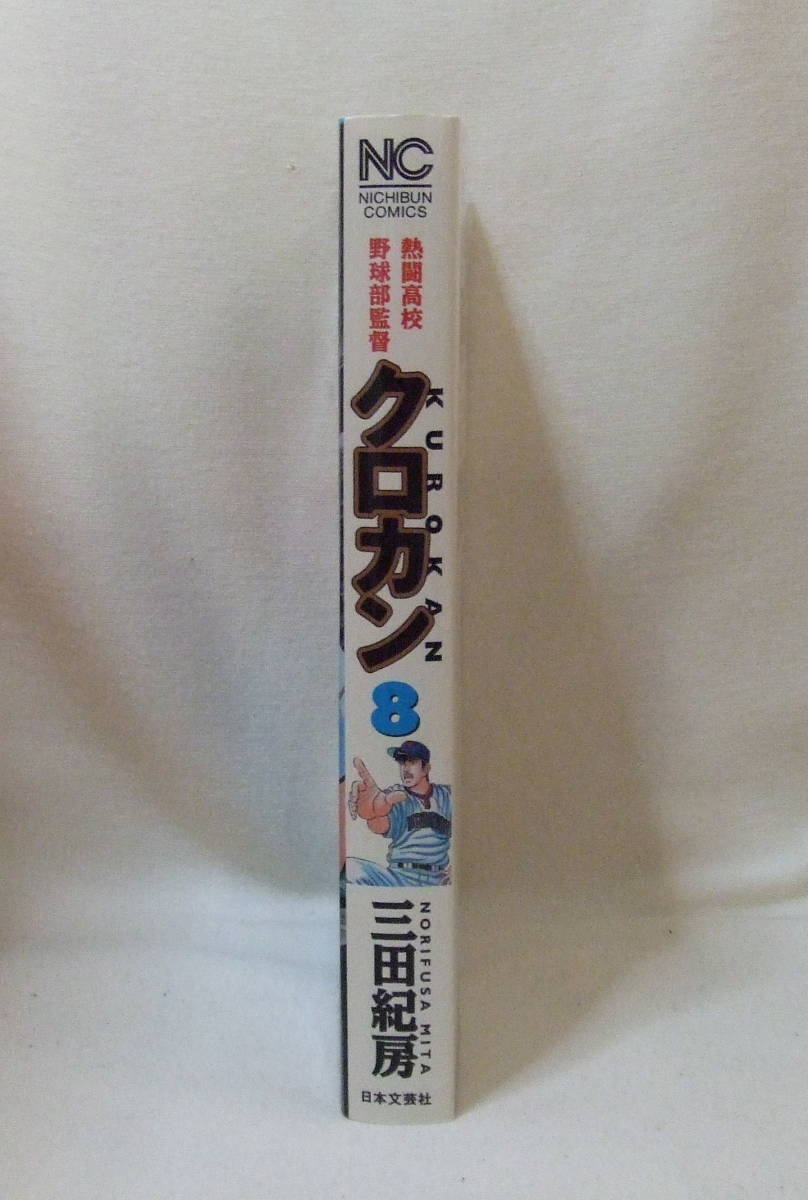 NC
NICHIBUN
COMICS
熱闘高校
野球部監督
クロカン
KUROKAN
8
三田紀房
NORIFUSA MITA
日本文芸社